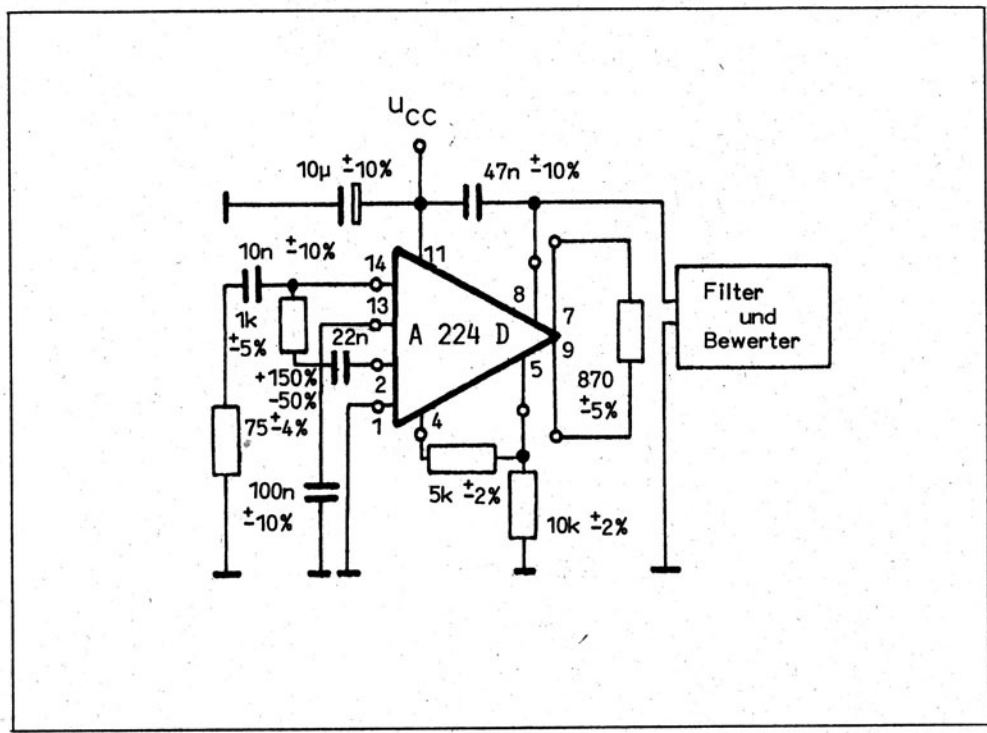 u_CC
10µ ±10%
47n ±10%
10n ±10%
14
11
13
1k
±5%
22n
A 224 D
8
7
9
5
Filter
und
Bewerter
+150%
-50%
2
1
4
870
±5%
75±4%
5k ±2%
100n
±10%
10k ±2%